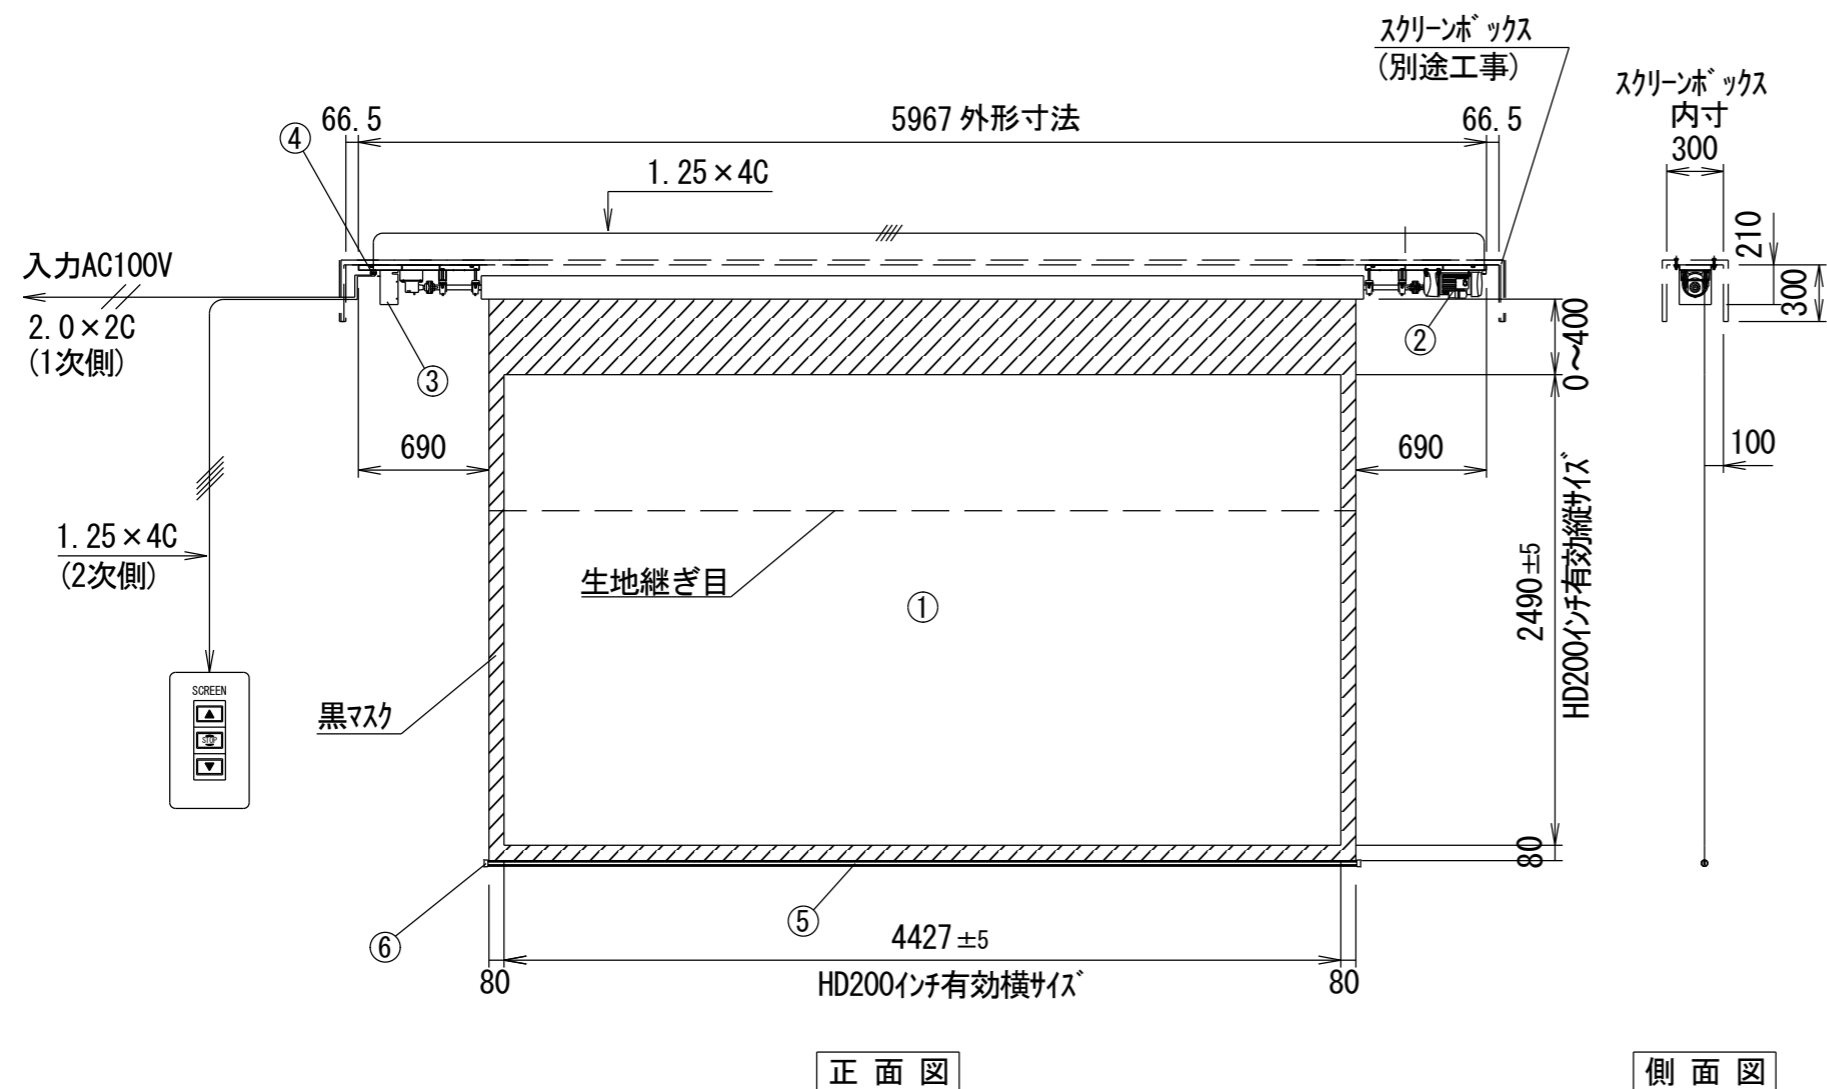 スクリーンボックス
(別途工事)
スクリーンボックス
内寸
300
66.5
5967 外形寸法
66.5
④
1.25×4C
210
300
入力AC100V
2.0×2C
(1次側)
③
②
0～400
690
690
100
1.25×4C
(2次側)
生地継ぎ目
①
2490±5
HD200インチ有効縦サイズ
SCREEN
▲
STOP
▼
黒マスク
80
⑤
⑥
4427±5
80
HD200インチ有効横サイズ
80
正面図
側面図